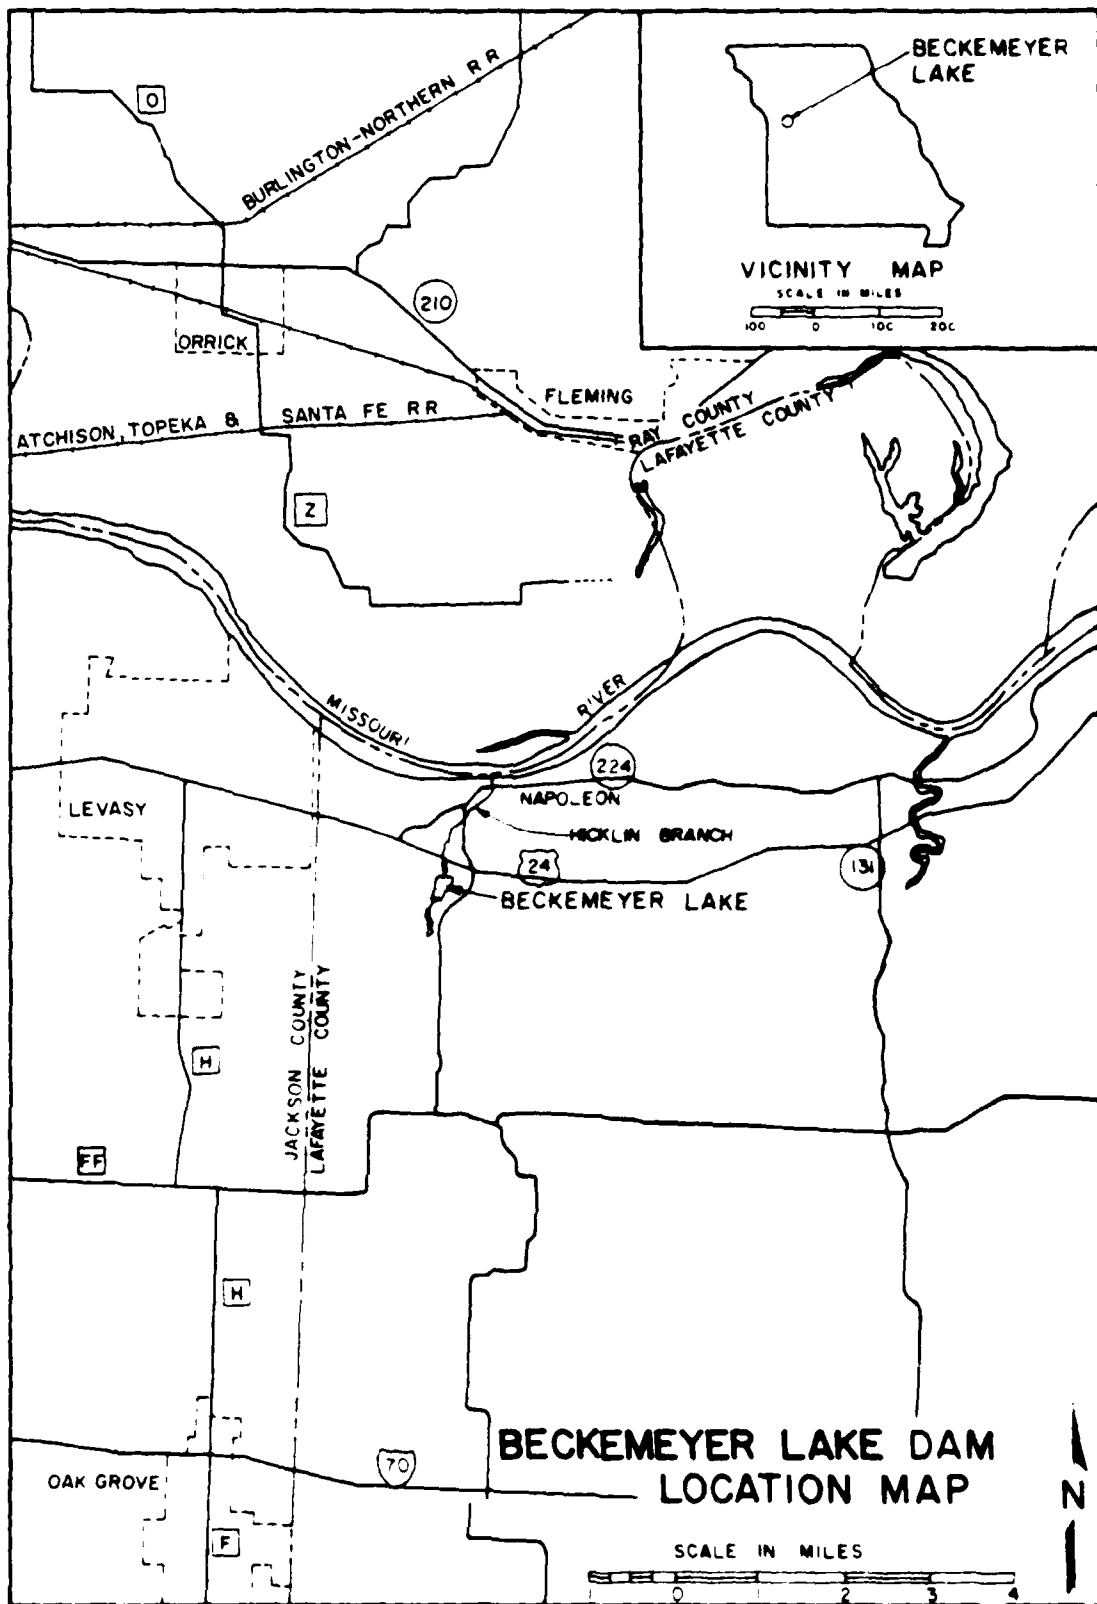 BECKEMEYER
LAKE
VICINITY MAP
SCALE IN MILES
100 0 100 200
O
BURLINGTON-NORTHERN R R
210
ORRICK
FLEMING
RAY COUNTY
LAFAYETTE COUNTY
ATCHISON, TOPEKA & SANTA FE R R
Z
MISSOURI RIVER
224
NAPOLEON
LEVASY
HICKLIN BRANCH
24
131
BECKEMEYER LAKE
JACKSON COUNTY
LAFAYETTE COUNTY
H
FF
H
70
OAK GROVE
F
BECKEMEYER LAKE DAM
LOCATION MAP
N
SCALE IN MILES
0 2 3 4